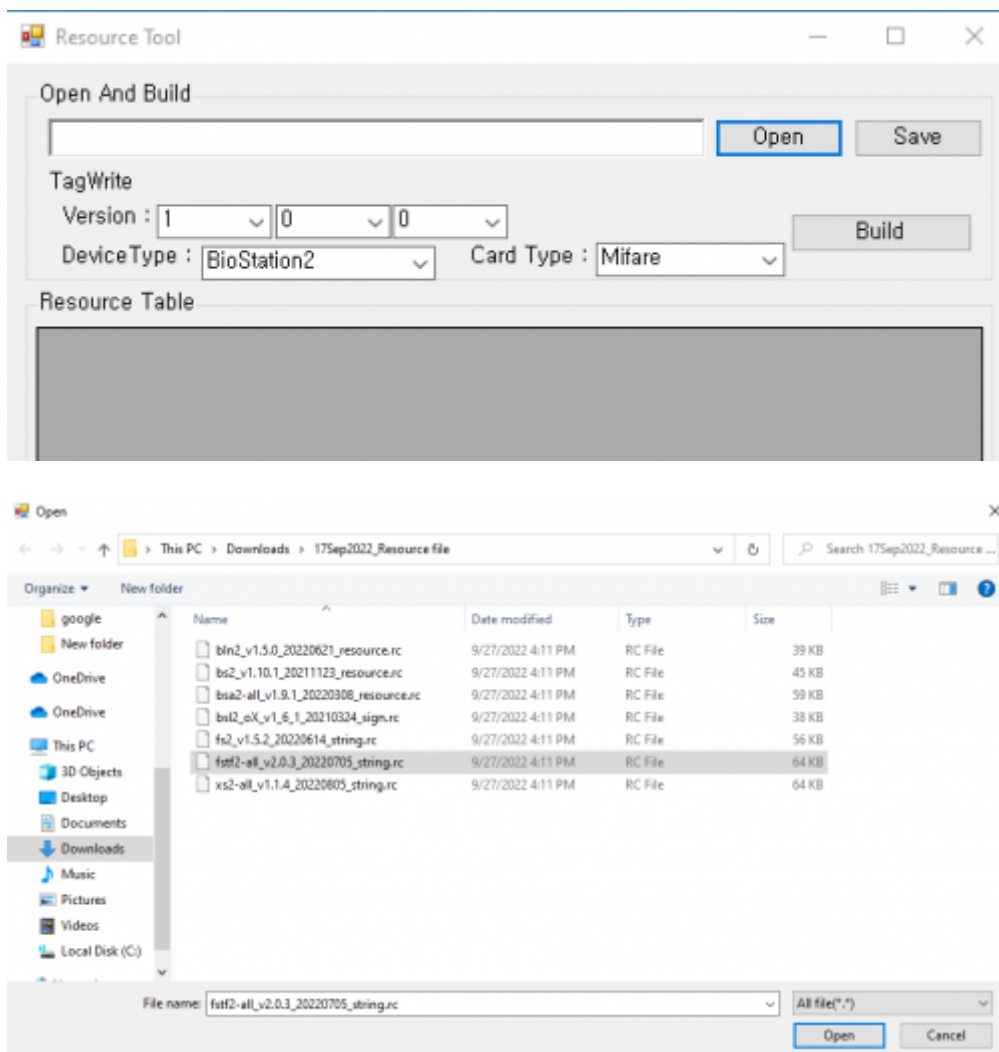 Resource Tool
Open And Build
Open Save
TagWrite
Version : 1 0 0
Build
DeviceType : BioStation2 Card Type : Mifare
Resource Table
Open
This PC > Downloads > 17Sep2022_Resource file
Search 17Sep2022_Resource ...
Organize New folder
google
New folder
OneDrive
OneDrive
This PC
3D Objects
Desktop
Documents
Downloads
Music
Pictures
Videos
Local Disk (C:)
Name Date modified Type Size
bln2_v1.5.0_20220621_resource.rc 9/27/2022 4:11 PM RC File 39 KB
bs2_v1.10.1_20211123_resource.rc 9/27/2022 4:11 PM RC File 45 KB
bsa2-all_v1.9.1_20220308_resource.rc 9/27/2022 4:11 PM RC File 59 KB
bsl2_oX_v1_6_1_20210324_sign.rc 9/27/2022 4:11 PM RC File 38 KB
fs2_v1.5.2_20220614_string.rc 9/27/2022 4:11 PM RC File 56 KB
fstf2-all_v2.0.3_20220705_string.rc 9/27/2022 4:11 PM RC File 64 KB
xs2-all_v1.1.4_20220805_string.rc 9/27/2022 4:11 PM RC File 64 KB
File name: fstf2-all_v2.0.3_20220705_string.rc
All file(*.*)
Open Cancel